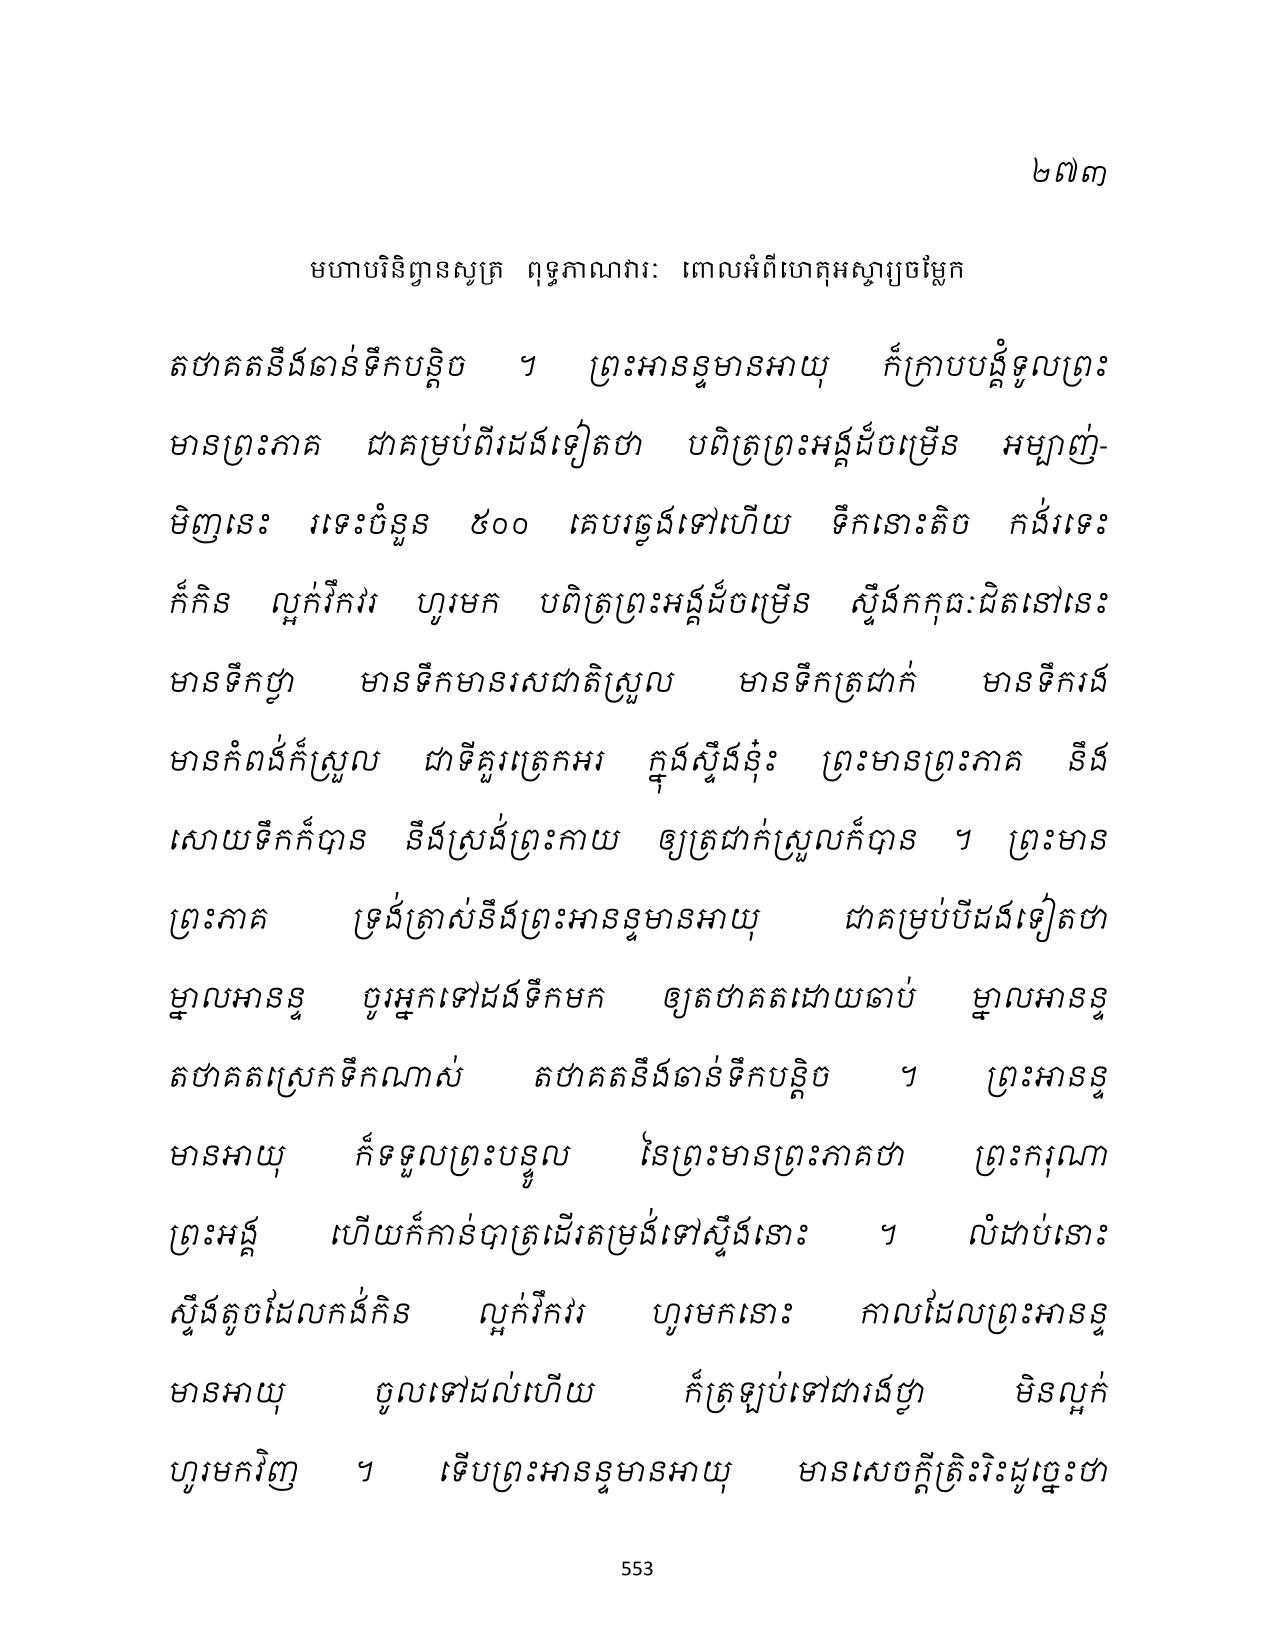 ២៧៣
មហាបរិនិព្វានសូត្រ ពុទ្ធភាណវារៈ ពោលអំពីហេតុអស្ចារ្យចម្លែក
តថាគតនឹងឆាន់ទឹកបន្តិច ។ ព្រះអានន្ទមានអាយុ ក៏ក្រាបបង្គំទូលព្រះ
មានព្រះភាគ ជាគម្រប់ពីរដងទៀតថា បពិត្រព្រះអង្គដ៏ចម្រើន អម្បាញ់-
មិញនេះ រទេះចំនួន ៥០០ គេបរឆ្លងទៅហើយ ទឹកនោះតិច កង់រទេះ
ក៏កិន ល្អក់វឹកវរ ហូរមក បពិត្រព្រះអង្គដ៏ចម្រើន ស្ទឹងកកុធៈជិតនៅនេះ
មានទឹកថ្លា មានទឹកមានរសជាតិស្រួល មានទឹកត្រជាក់ មានទឹករង
មានកំពង់ក៏ស្រួល ជាទីគួរត្រេកអរ ក្នុងស្ទឹងនុ៎ះ ព្រះមានព្រះភាគ នឹង
សោយទឹកក៏បាន នឹងស្រង់ព្រះកាយ ឲ្យត្រជាក់ស្រួលក៏បាន ។ ព្រះមាន
ព្រះភាគ ទ្រង់ត្រាស់នឹងព្រះអានន្ទមានអាយុ ជាគម្រប់បីដងទៀតថា
ម្នាលអានន្ទ ចូរអ្នកទៅដងទឹកមក ឲ្យតថាគតដោយឆាប់ ម្នាលអានន្ទ
តថាគតស្រេកទឹកណាស់ តថាគតនឹងឆាន់ទឹកបន្តិច ។ ព្រះអានន្ទ
មានអាយុ ក៏ទទួលព្រះបន្ទូល នៃព្រះមានព្រះភាគថា ព្រះករុណា
ព្រះអង្គ ហើយក៏កាន់បាត្រដើរតម្រង់ទៅស្ទឹងនោះ ។ លំដាប់នោះ
ស្ទឹងតូចដែលកង់កិន ល្អក់វឹកវរ ហូរមកនោះ កាលដែលព្រះអានន្ទ
មានអាយុ ចូលទៅដល់ហើយ ក៏ត្រឡប់ទៅជារងថ្លា មិនល្អក់
ហូរមកវិញ ។ ទើបព្រះអានន្ទមានអាយុ មានសេចក្តីត្រិះរិះដូច្នេះថា
553